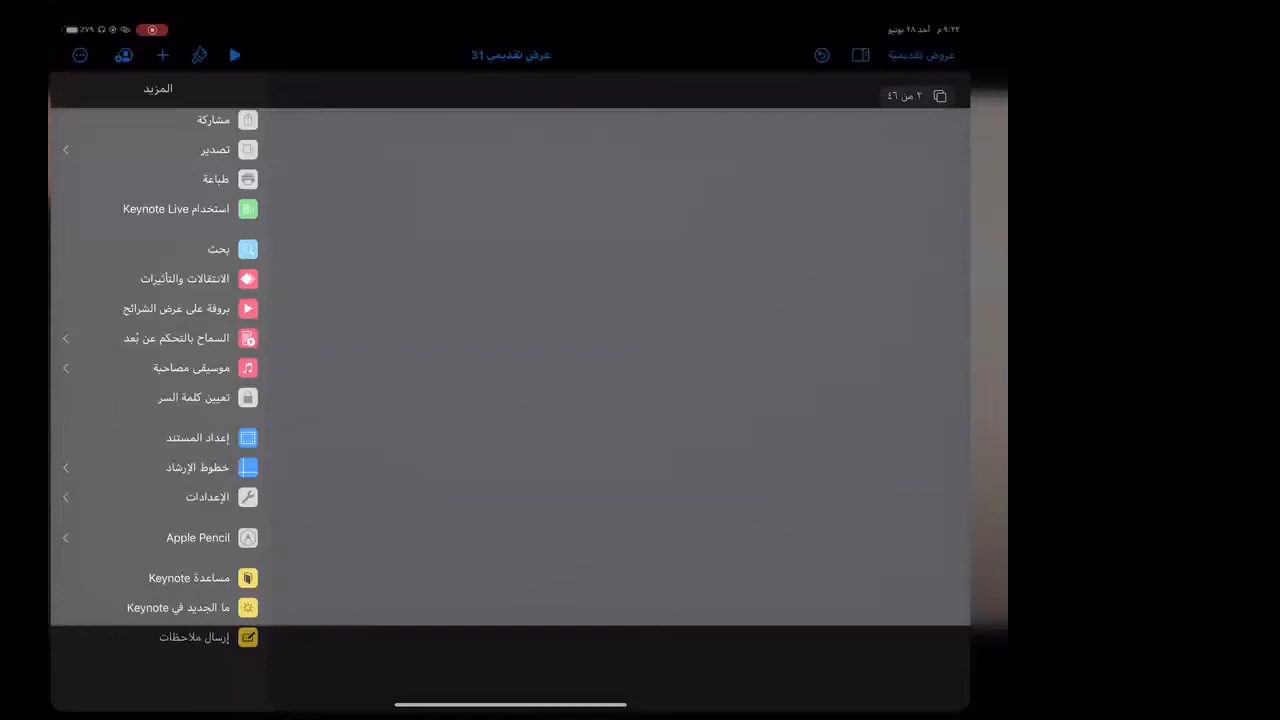 ٩:٢٢ م أحد ٢٨ يونيو
٪٧٩
عروض تقديمية
عرض تقديمي 31
المزيد
٢ من ٤٦
مشاركة
تصدير
طباعة
استخدام Keynote Live
بحث
الانتقالات والتأثيرات
بروفة على عرض الشرائح
السماح بالتحكم عن بُعد
موسيقى مصاحبة
تعيين كلمة السر
إعداد المستند
خطوط الإرشاد
الإعدادات
Apple Pencil
مساعدة Keynote
ما الجديد في Keynote
إرسال ملاحظات